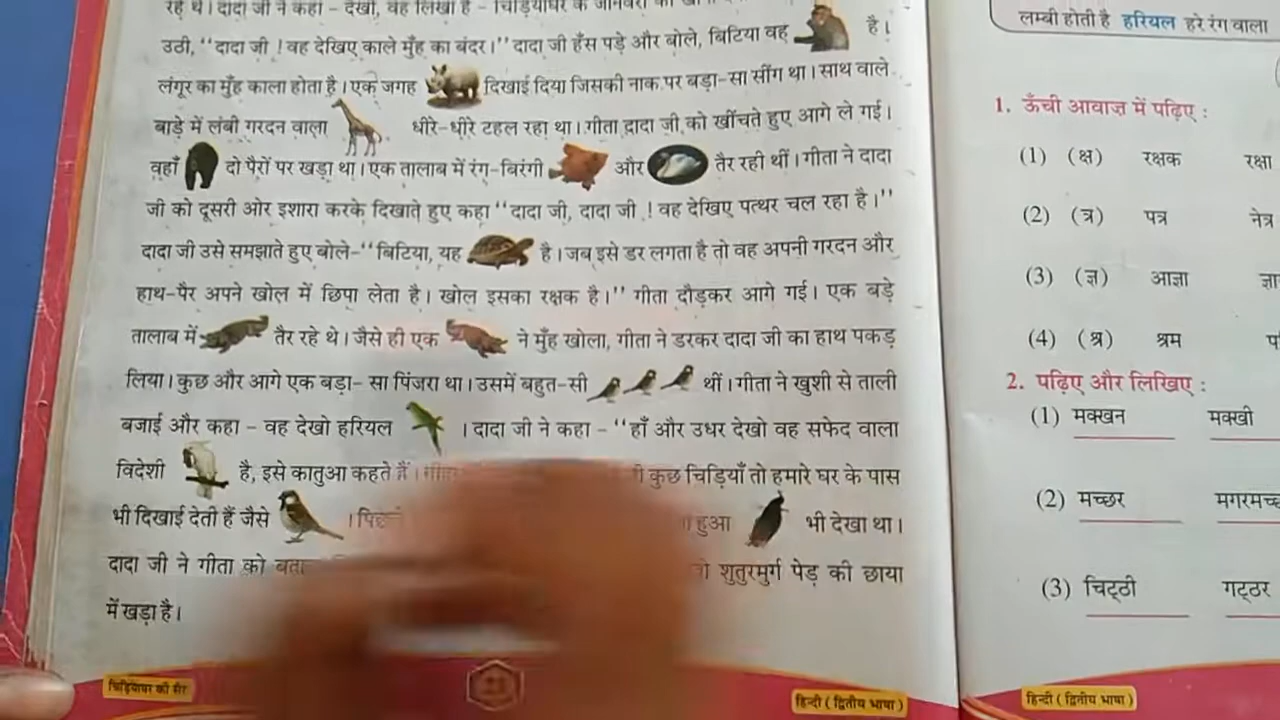 रहे थे। दादा जी ने कहा - देखो, वह लिखा है - चिड़ियाघर के जानवरों को
उठी, "दादा जी ! वह देखिए काले मुँह का बंदर।" दादा जी हँस पड़े और बोले, बिटिया वह है।
लंगूर का मुँह काला होता है। एक जगह दिखाई दिया जिसकी नाक पर बड़ा-सा सींग था। साथ वाले
बाड़े में लंबी गरदन वाला धीरे-धीरे टहल रहा था। गीता दादा जी को खींचते हुए आगे ले गई।
वहाँ दो पैरों पर खड़ा था। एक तालाब में रंग-बिरंगी और तैर रही थीं। गीता ने दादा
जी को दूसरी ओर इशारा करके दिखाते हुए कहा "दादा जी, दादा जी ! वह देखिए पत्थर चल रहा है।"
दादा जी उसे समझाते हुए बोले-"बिटिया, यह है। जब इसे डर लगता है तो वह अपनी गरदन और
हाथ-पैर अपने खोल में छिपा लेता है। खोल इसका रक्षक है।" गीता दौड़कर आगे गई। एक बड़े
तालाब में तैर रहे थे। जैसे ही एक ने मुँह खोला, गीता ने डरकर दादा जी का हाथ पकड़
लिया। कुछ और आगे एक बड़ा- सा पिंजरा था। उसमें बहुत-सी थीं। गीता ने खुशी से ताली
बजाई और कहा - वह देखो हरियल । दादा जी ने कहा - "हाँ और उधर देखो वह सफेद वाला
विदेशी है, इसे कातुआ कहते हैं। कुछ चिड़ियाँ तो हमारे घर के पास
भी दिखाई देती हैं जैसे । हुआ भी देखा था।
दादा जी ने गीता को शुतुरमुर्ग पेड़ की छाया
में खड़ा है।
चिड़ियाघर की सैर
हिन्दी ( द्वितीय भाषा )
लम्बी होती है हरियल हरे रंग वाला
1. ऊँची आवाज़ में पढ़िए :
(1) (क्ष) रक्षक रक्षा
(2) (त्र) पत्र नेत्र
(3) (ज्ञ) आज्ञा
(4) (श्र) श्रम
2. पढ़िए और लिखिए :
(1) मक्खन मक्खी
(2) मच्छर
(3) चिट्ठी गट्ठर
हिन्दी ( द्वितीय भाषा )